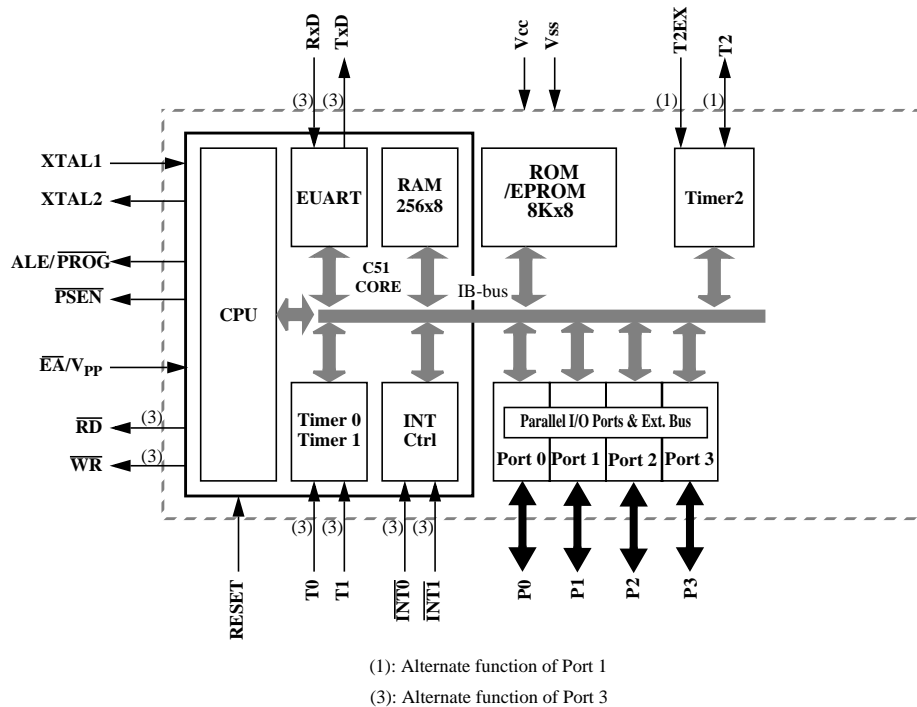 RxD
TxD
Vcc
Vss
T2EX
T2
(3)
(3)
(1)
(1)
XTAL1
XTAL2
ALE/PROG
PSEN
EA/VPP
RD
(3)
WR
(3)
CPU
EUART
RAM
256x8
ROM
/EPROM
8Kx8
Timer2
C51
CORE
IB-bus
Timer 0
Timer 1
INT
Ctrl
Parallel I/O Ports & Ext. Bus
Port 0
Port 1
Port 2
Port 3
(3)
(3)
(3)
(3)
RESET
T0
T1
INT0
INT1
P0
P1
P2
P3
(1): Alternate function of Port 1
(3): Alternate function of Port 3